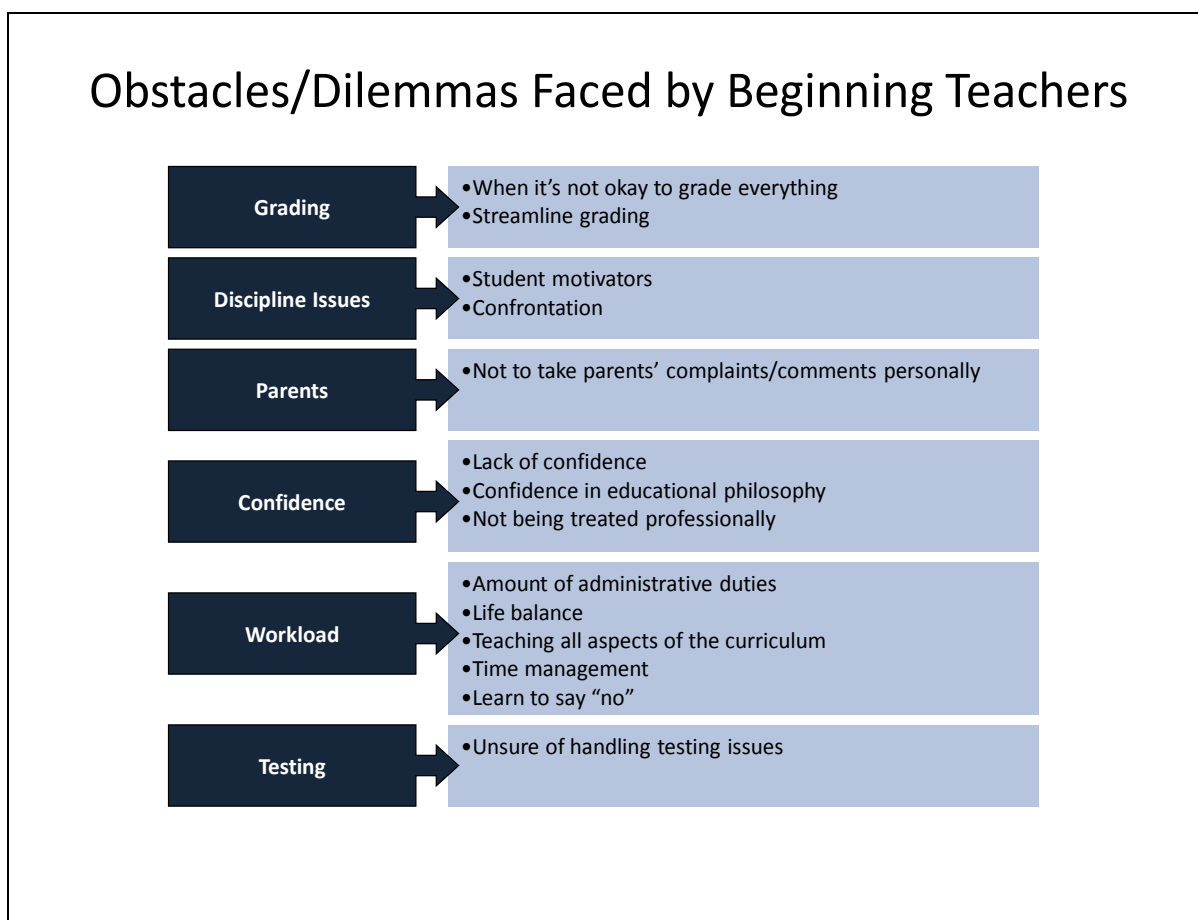 Obstacles/Dilemmas Faced by Beginning Teachers
Grading
•When it’s not okay to grade everything
•Streamline grading
Discipline Issues
•Student motivators
•Confrontation
Parents
•Not to take parents’ complaints/comments personally
Confidence
•Lack of confidence
•Confidence in educational philosophy
•Not being treated professionally
Workload
•Amount of administrative duties
•Life balance
•Teaching all aspects of the curriculum
•Time management
•Learn to say “no”
Testing
•Unsure of handling testing issues